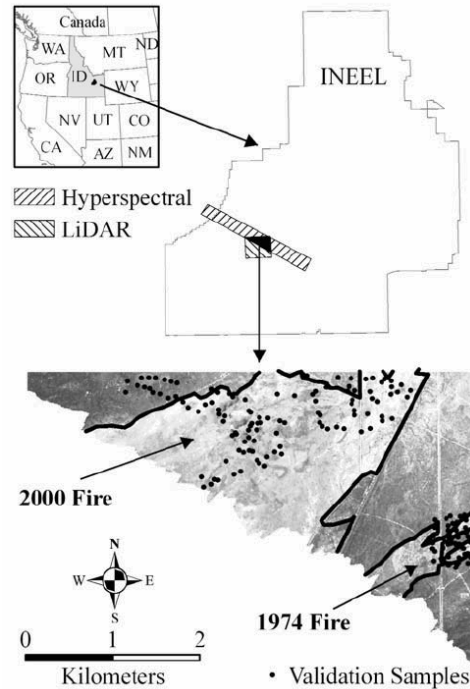 Canada
WA
MT
ND
OR
ID
WY
NV
UT
CO
CA
AZ
NM
INEEL
Hyperspectral
LiDAR
2000 Fire
1974 Fire
N
W E
S
0 1 2
Kilometers
• Validation Samples